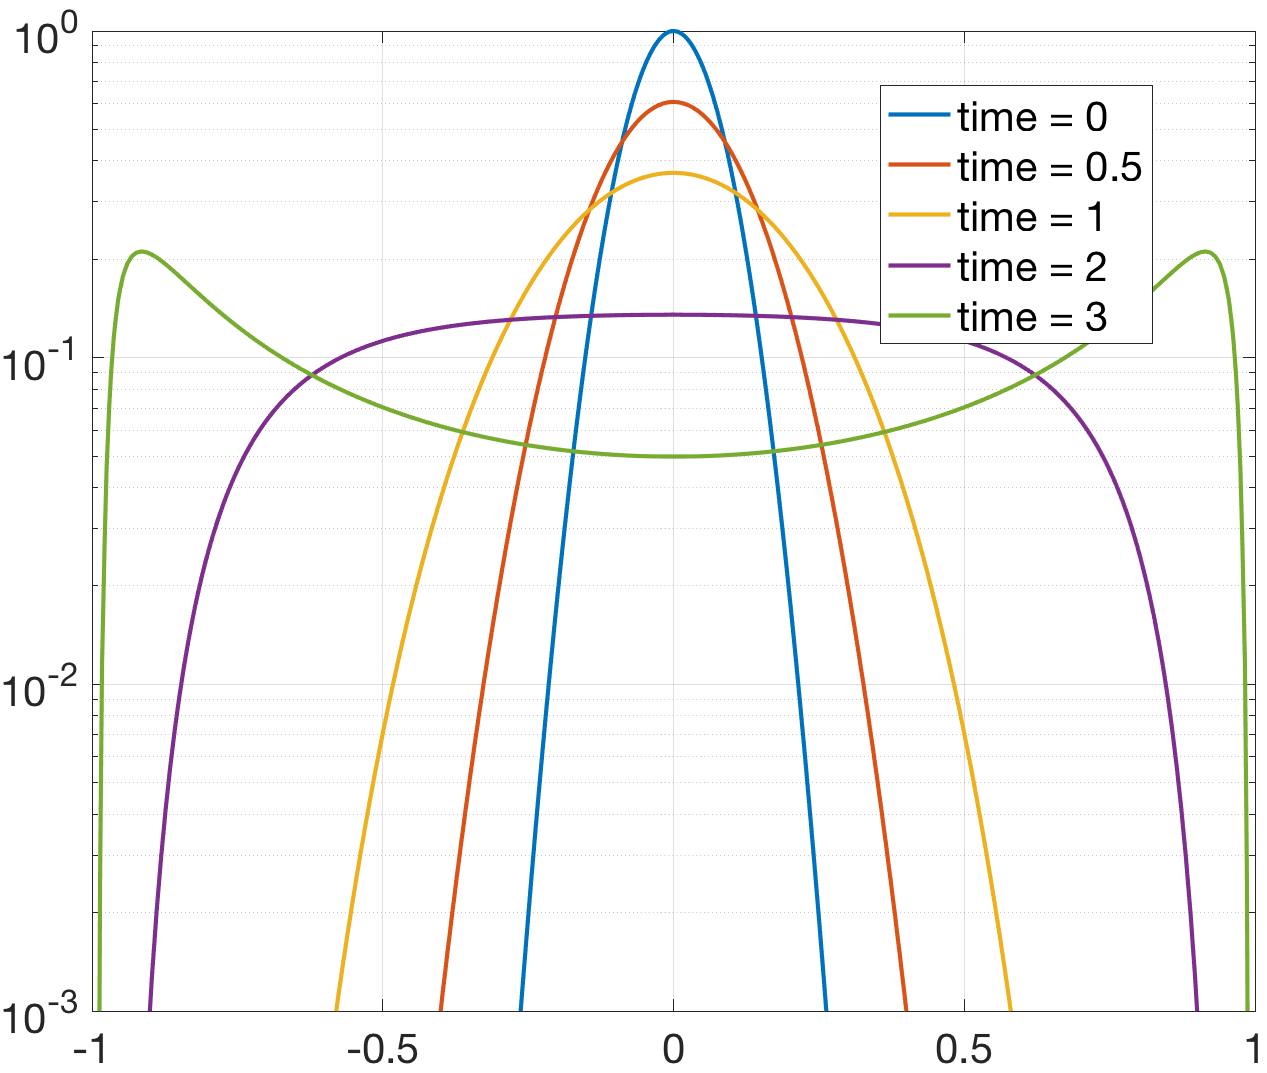 10^0
time = 0
time = 0.5
time = 1
time = 2
time = 3
10^-1
10^-2
10^-3
-1 -0.5 0 0.5 1